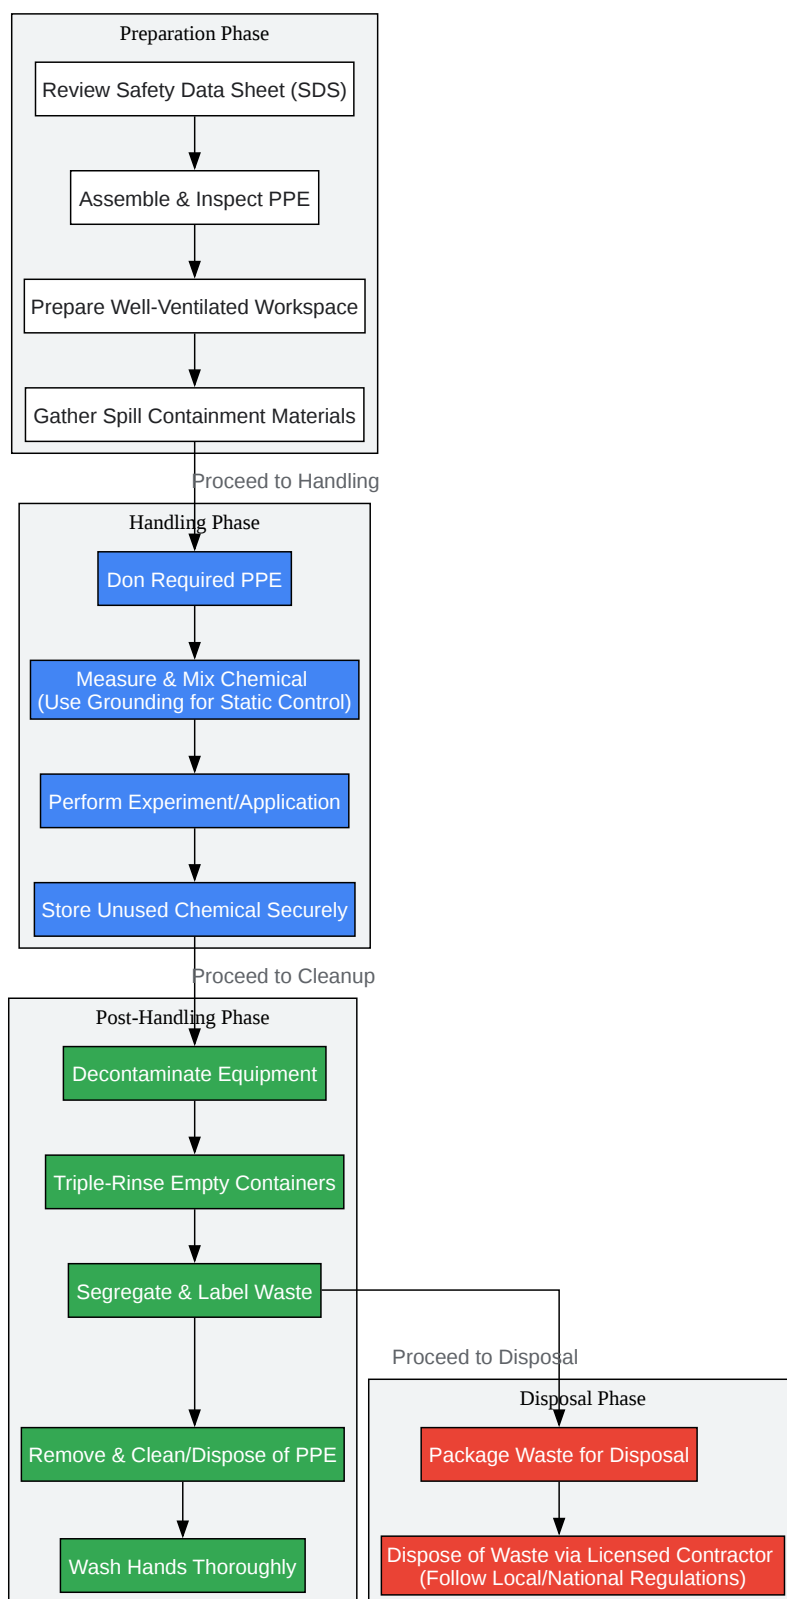 Preparation Phase
Review Safety Data Sheet (SDS)
Assemble & Inspect PPE
Prepare Well-Ventilated Workspace
Gather Spill Containment Materials
Proceed to Handling
Handling Phase
Don Required PPE
Measure & Mix Chemical
(Use Grounding for Static Control)
Perform Experiment/Application
Store Unused Chemical Securely
Proceed to Cleanup
Post-Handling Phase
Decontaminate Equipment
Triple-Rinse Empty Containers
Segregate & Label Waste
Proceed to Disposal
Disposal Phase
Remove & Clean/Dispose of PPE
Package Waste for Disposal
Wash Hands Thoroughly
Dispose of Waste via Licensed Contractor
(Follow Local/National Regulations)